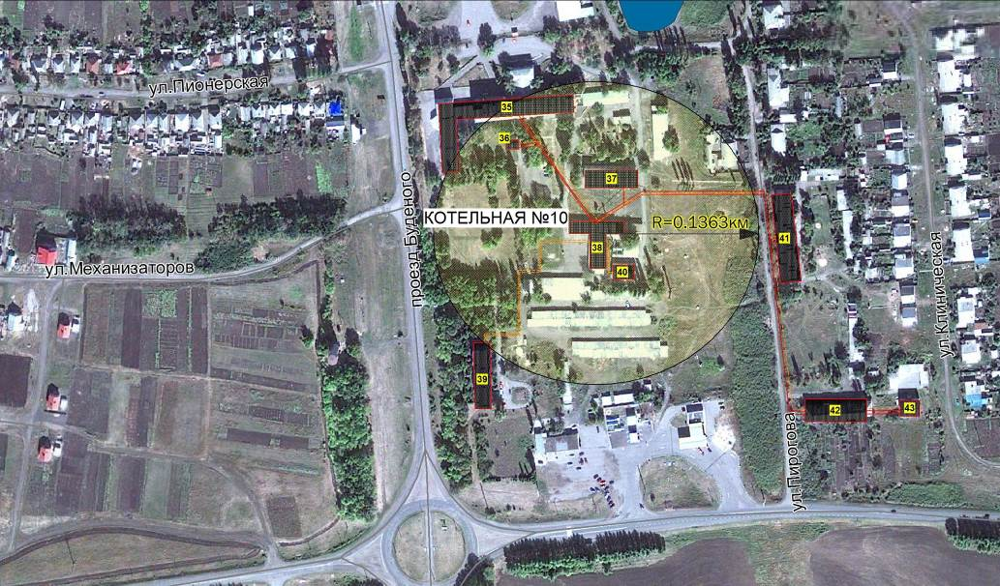 ул.Пионерская
35
36
37
проезд Буденого
КОТЕЛЬНАЯ №10
R=0.1363км
38
41
40
ул.Механизаторов
ул.Клиническая
39
42
43
ул.Пирогова